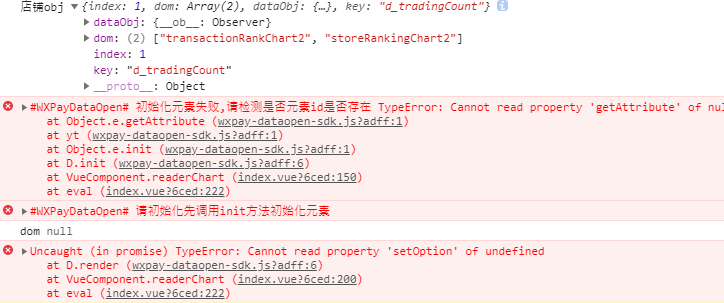 店铺obj ▼ {index: 1, dom: Array(2), dataObj: {…}, key: "d_tradingCount"} i
▶ dataObj: {__ob__: Observer}
▶ dom: (2) ["transactionRankChart2", "storeRankingChart2"]
index: 1
key: "d_tradingCount"
▶ __proto__: Object
▶ #WXPayDataOpen# 初始化元素失败,请检测是否元素id是否存在 TypeError: Cannot read property 'getAttribute' of nu
at Object.e.getAttribute (wxpay-dataopen-sdk.js?adff:1)
at yt (wxpay-dataopen-sdk.js?adff:1)
at Object.e.init (wxpay-dataopen-sdk.js?adff:1)
at D.init (wxpay-dataopen-sdk.js?adff:6)
at VueComponent.readerChart (index.vue?6ced:150)
at eval (index.vue?6ced:222)
▶ #WXPayDataOpen# 请初始化先调用init方法初始化元素
dom null
▶ Uncaught (in promise) TypeError: Cannot read property 'setOption' of undefined
at D.render (wxpay-dataopen-sdk.js?adff:6)
at VueComponent.readerChart (index.vue?6ced:200)
at eval (index.vue?6ced:222)